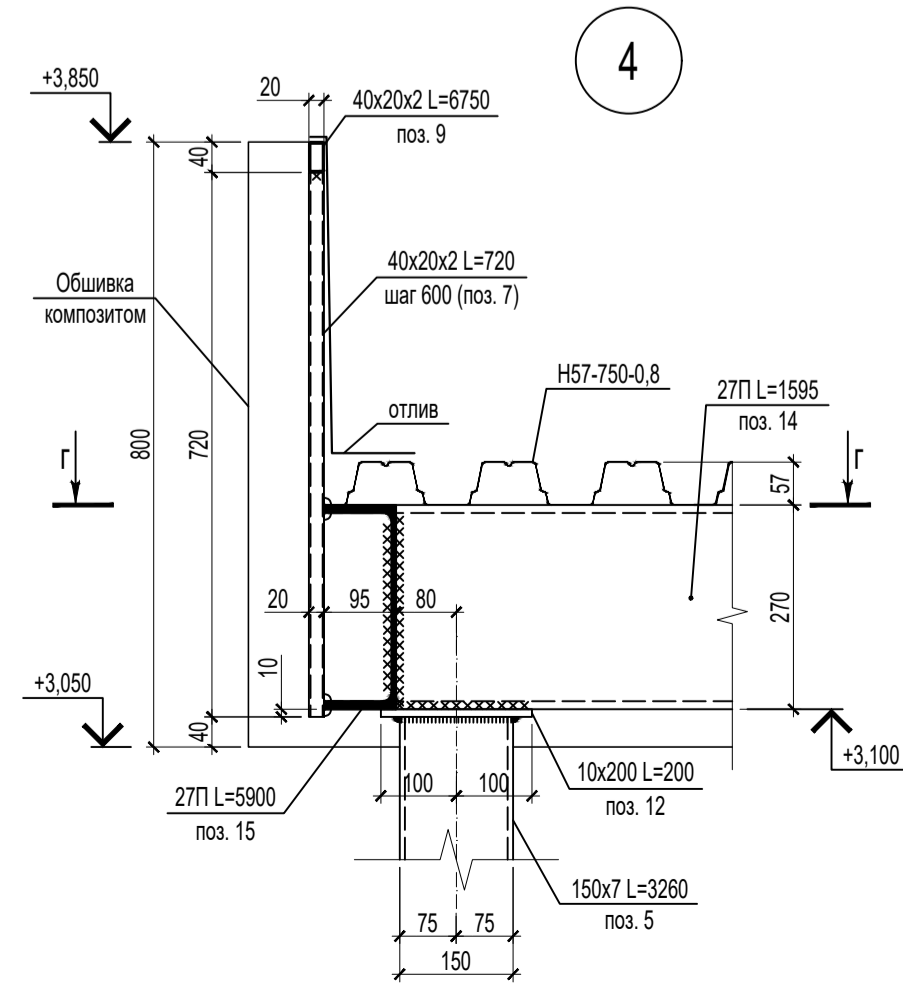 4
+3,850
20
40х20х2 L=6750
поз. 9
40
40х20х2 L=720
шаг 600 (поз. 7)
Обшивка
композитом
Н57-750-0,8
27П L=1595
поз. 14
отлив
800
720
Г
57
Г
20
95
80
270
10
+3,050
40
+3,100
100
100
10х200 L=200
поз. 12
27П L=5900
поз. 15
150х7 L=3260
поз. 5
75
75
150